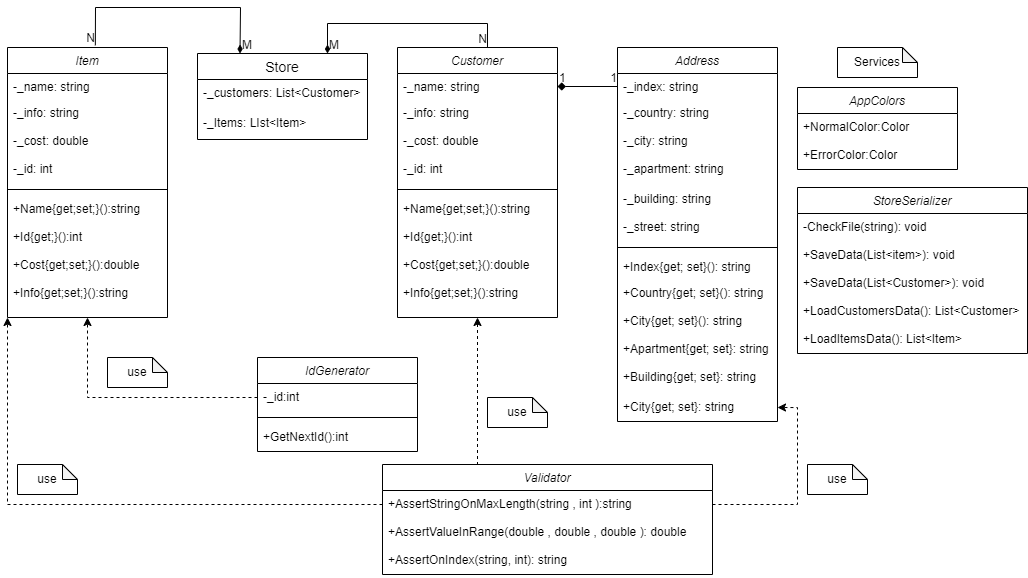 N
M
M
N
Item
-_name: string
-_info: string
-_cost: double
-_id: int
+Name{get;set;}():string
+Id{get;}():int
+Cost{get;set;}():double
+Info{get;set;}():string
Store
-_customers: List<Customer>
-_Items: LIst<Item>
Customer
-_name: string
-_info: string
-_cost: double
-_id: int
+Name{get;set;}():string
+Id{get;}():int
+Cost{get;set;}():double
+Info{get;set;}():string
1
1
Address
-_index: string
-_country: string
-_city: string
-_apartment: string
-_building: string
-_street: string
+Index{get; set}(): string
+Country{get; set}(): string
+City{get; set}(): string
+Apartment{get; set}: string
+Building{get; set}: string
+City{get; set}: string
Services
AppColors
+NormalColor:Color
+ErrorColor:Color
StoreSerializer
-CheckFile(string): void
+SaveData(List<item>): void
+SaveData(List<Customer>): void
+LoadCustomersData(): List<Customer>
+LoadItemsData(): List<Item>
use
IdGenerator
-_id:int
+GetNextId():int
use
use
use
Validator
+AssertStringOnMaxLength(string , int ):string
+AssertValueInRange(double , double , double ): double
+AssertOnIndex(string, int): string